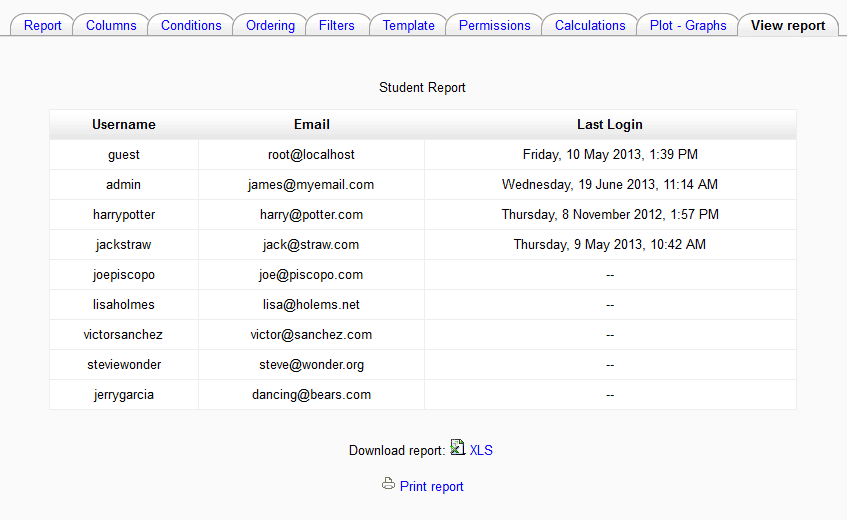 Report Columns Conditions Ordering Filters Template Permissions Calculations Plot - Graphs View report
Student Report
Username Email Last Login
guest root@localhost Friday, 10 May 2013, 1:39 PM
admin james@myemail.com Wednesday, 19 June 2013, 11:14 AM
harrypotter harry@potter.com Thursday, 8 November 2012, 1:57 PM
jackstraw jack@straw.com Thursday, 9 May 2013, 10:42 AM
joepiscopo joe@piscopo.com --
lisaholmes lisa@holems.net --
victorsanchez victor@sanchez.com --
steviewonder steve@wonder.org --
jerrygarcia dancing@bears.com --
Download report: XLS
Print report